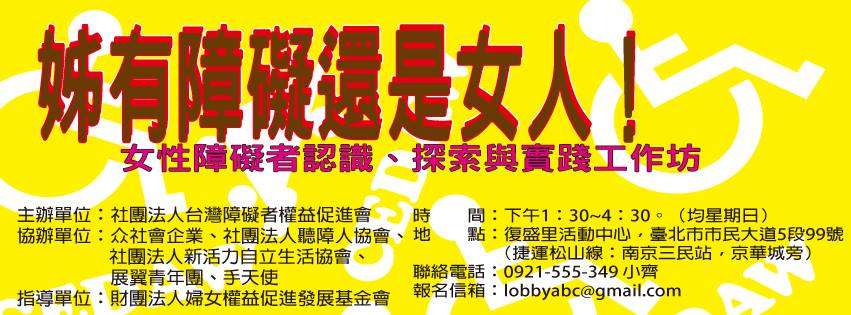 姊有障礙還是女人！
女性障礙者認識、探索與實踐工作坊
主辦單位：社團法人台灣障礙者權益促進會
協辦單位：众社會企業、社團法人聽障人協會、
社團法人新活力自立生活協會、
展翼青年團、手天使
指導單位：財團法人婦女權益促進發展基金會
時　　間：下午1：30~4：30。（均星期日）
地　　點：復盛里活動中心，臺北市市民大道5段99號
（捷運松山線：南京三民站，京華城旁）
聯絡電話：0921-555-349 小齊
報名信箱：lobbyabc@gmail.com
CED
CEDAW